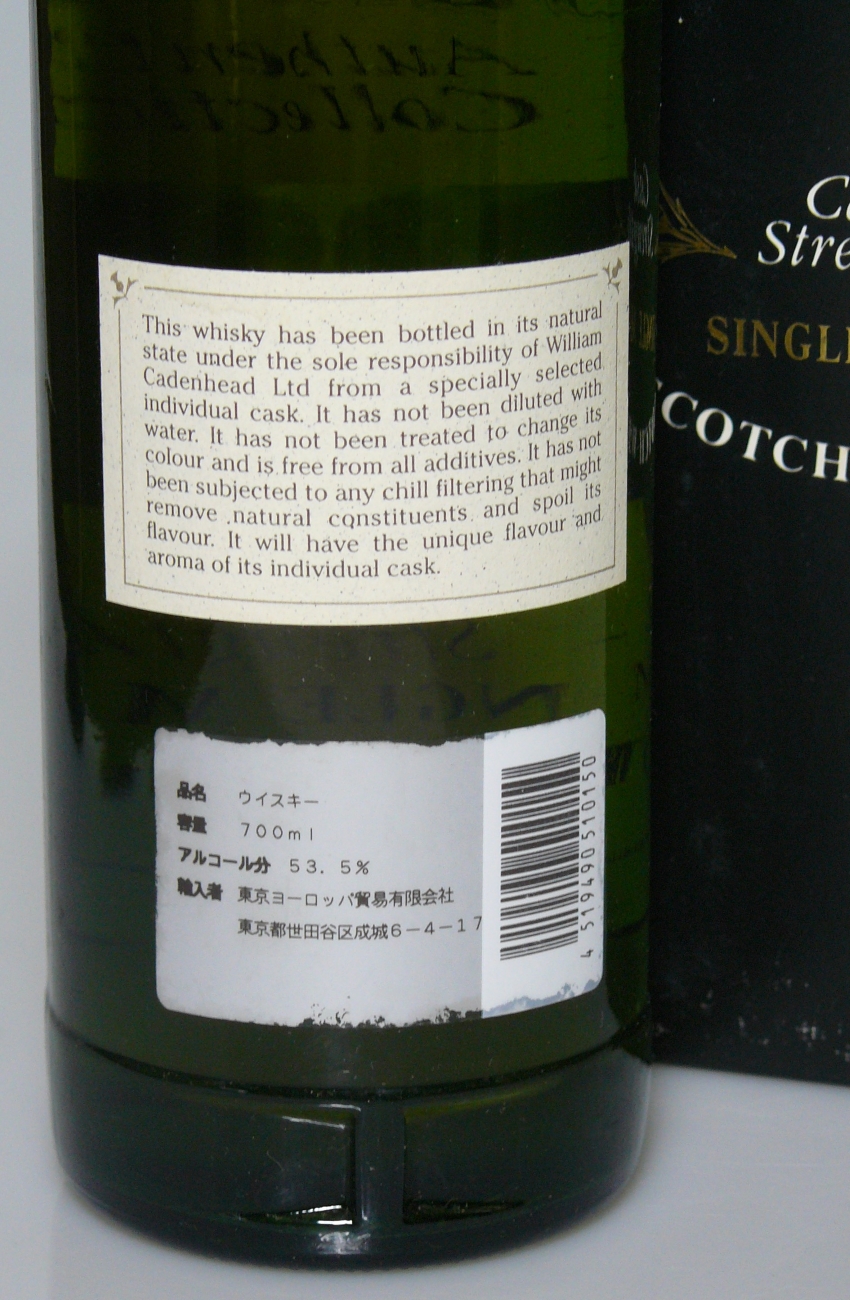 This whisky has been bottled in its natural
state under the sole responsibility of William
Cadenhead Ltd from a specially selected
individual cask. It has not been diluted with
water. It has not been treated to change its
colour and is free from all additives. It has not
been subjected to any chill filtering that might
remove natural constituents and spoil its
flavour. It will have the unique flavour and
aroma of its individual cask.
品名 ウイスキー
容量 700ml
アルコール分 53.5%
輸入者 東京ヨーロッパ貿易有限会社
東京都世田谷区成城6-4-17
4 519490 510150
SINGL
SCOTCH